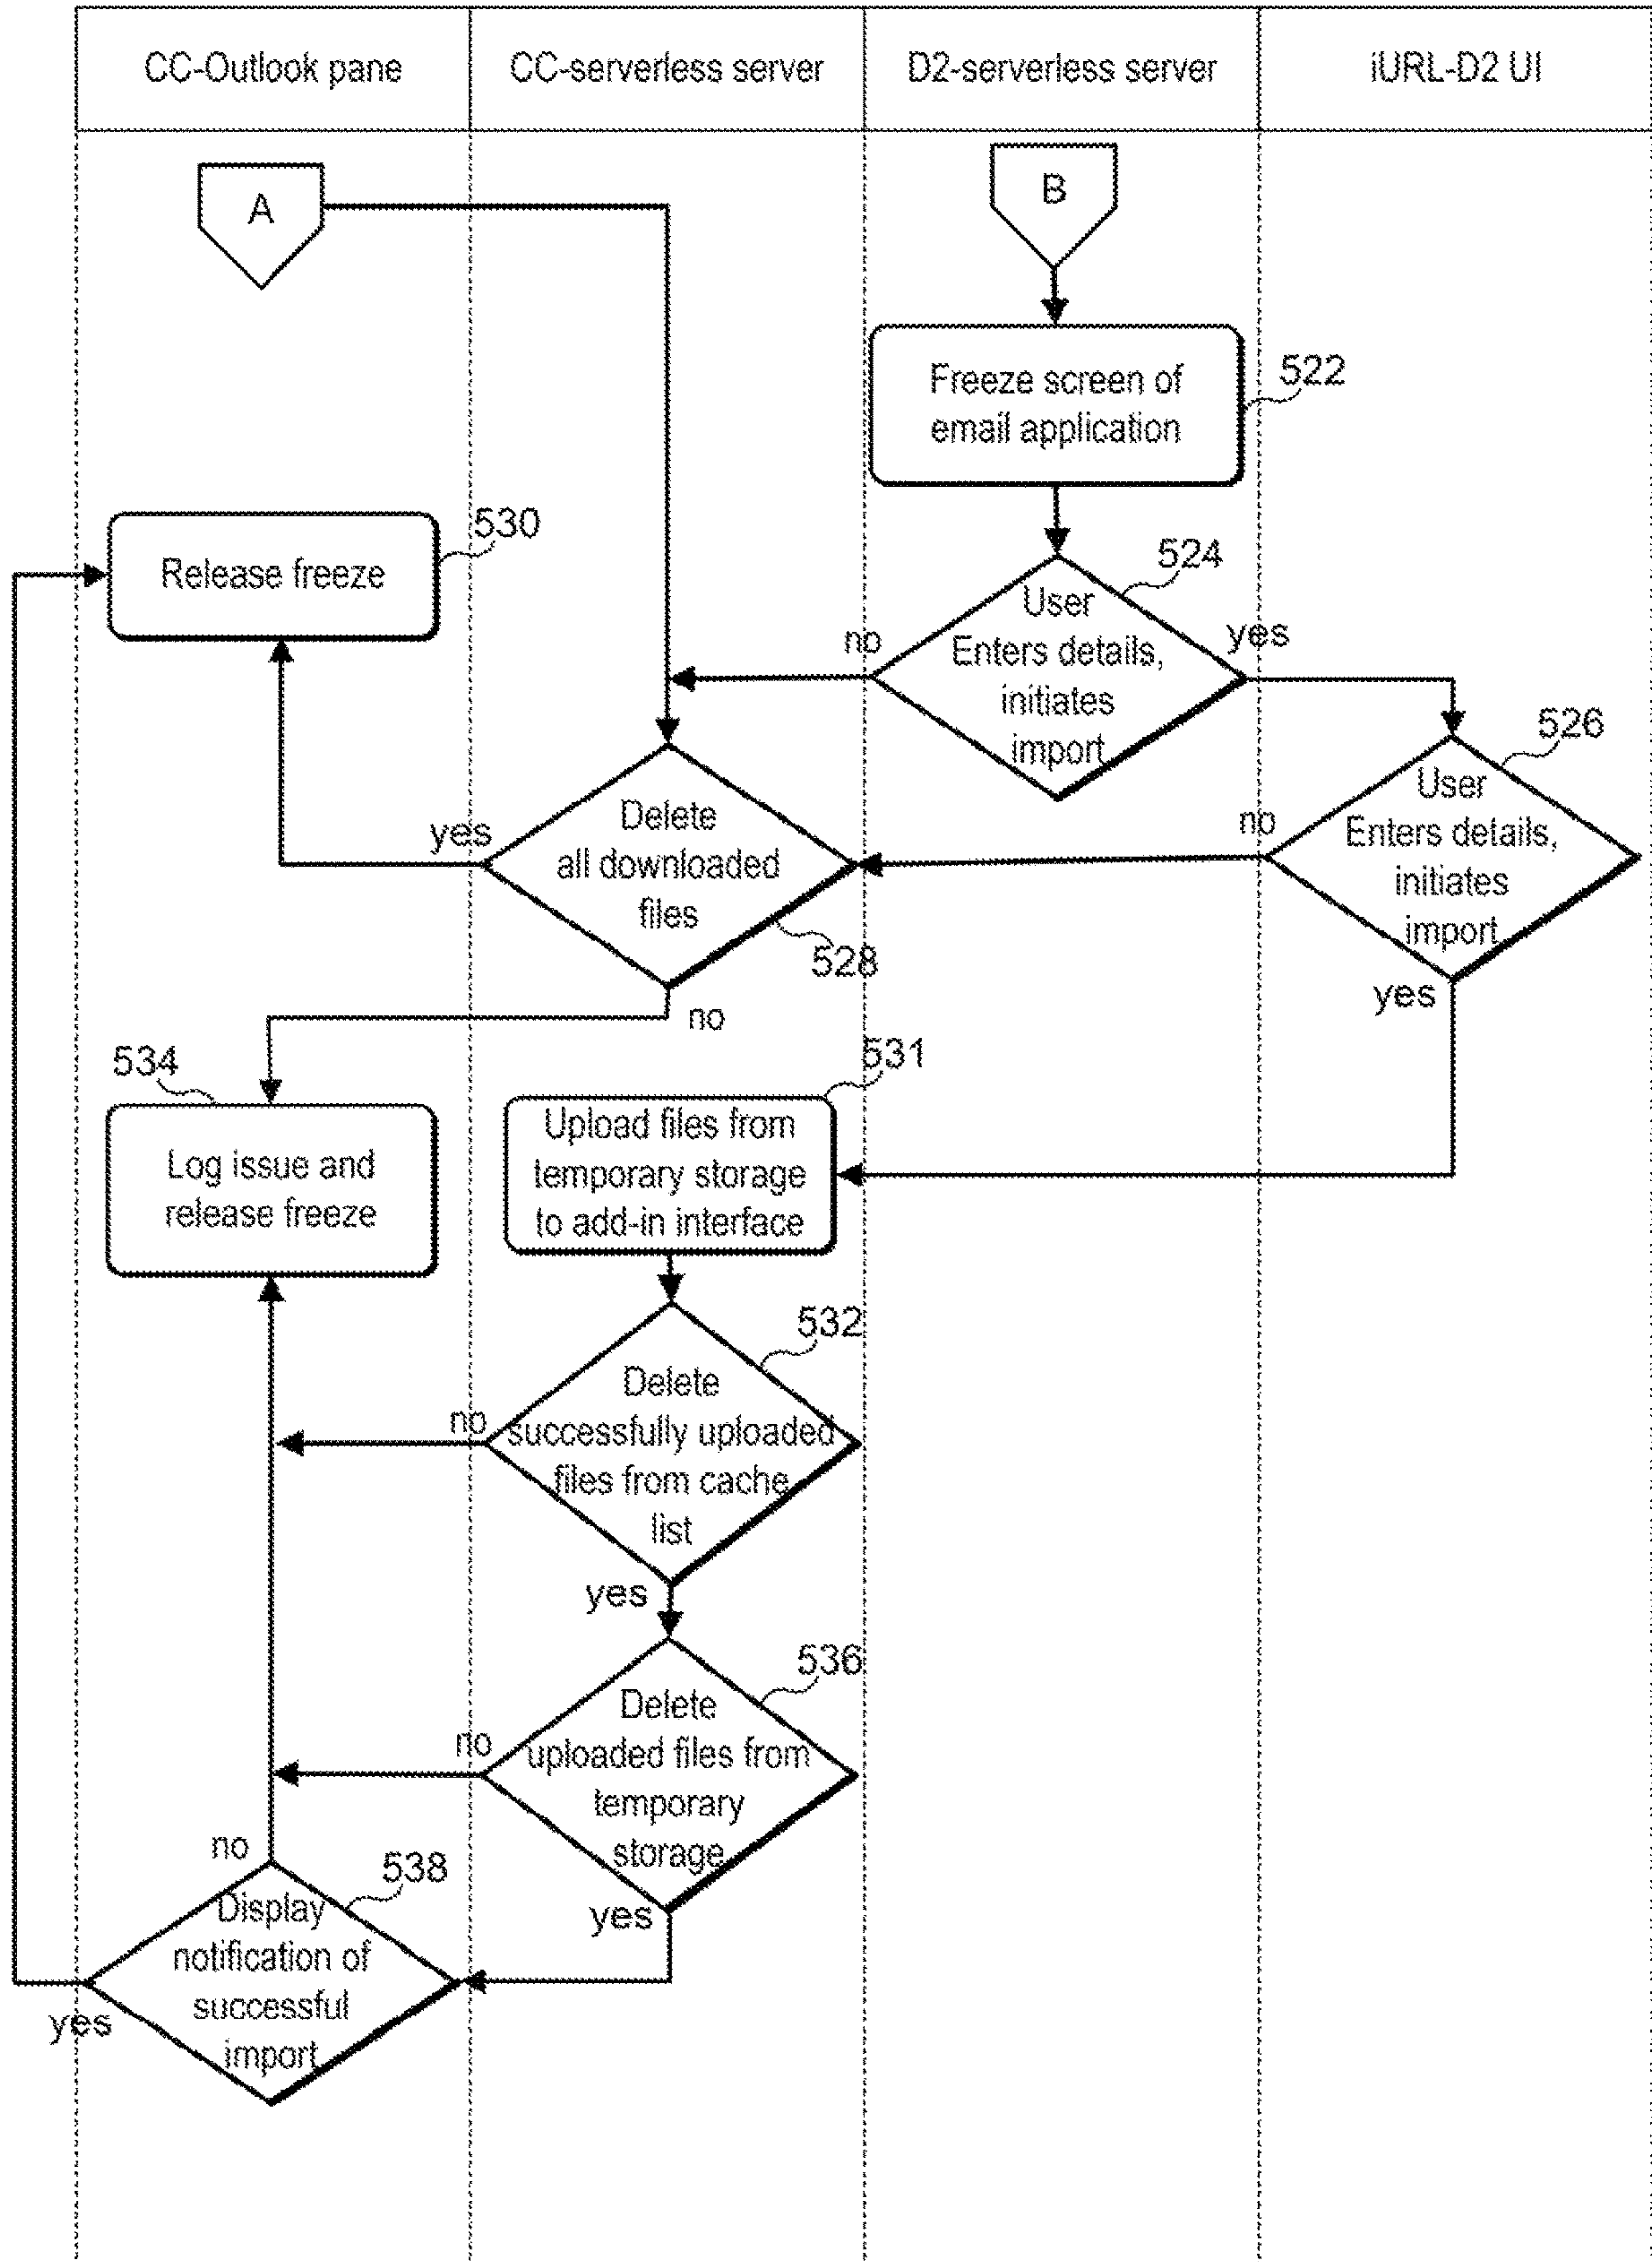 CC-Outlook pane
CC-serverless server
D2-serverless server
iURL-D2 UI
A
B
Freeze screen of
email application
522
Release freeze
530
User
Enters details,
initiates
import
524
no
yes
User
Enters details,
initiates
import
526
no
yes
Delete
all downloaded
files
528
yes
no
534
Log issue and
release freeze
531
Upload files from
temporary storage
to add-in interface
532
Delete
successfully uploaded
files from cache
list
no
yes
536
Delete
uploaded files from
temporary
storage
no
yes
no
538
Display
notification of
successful
import
yes